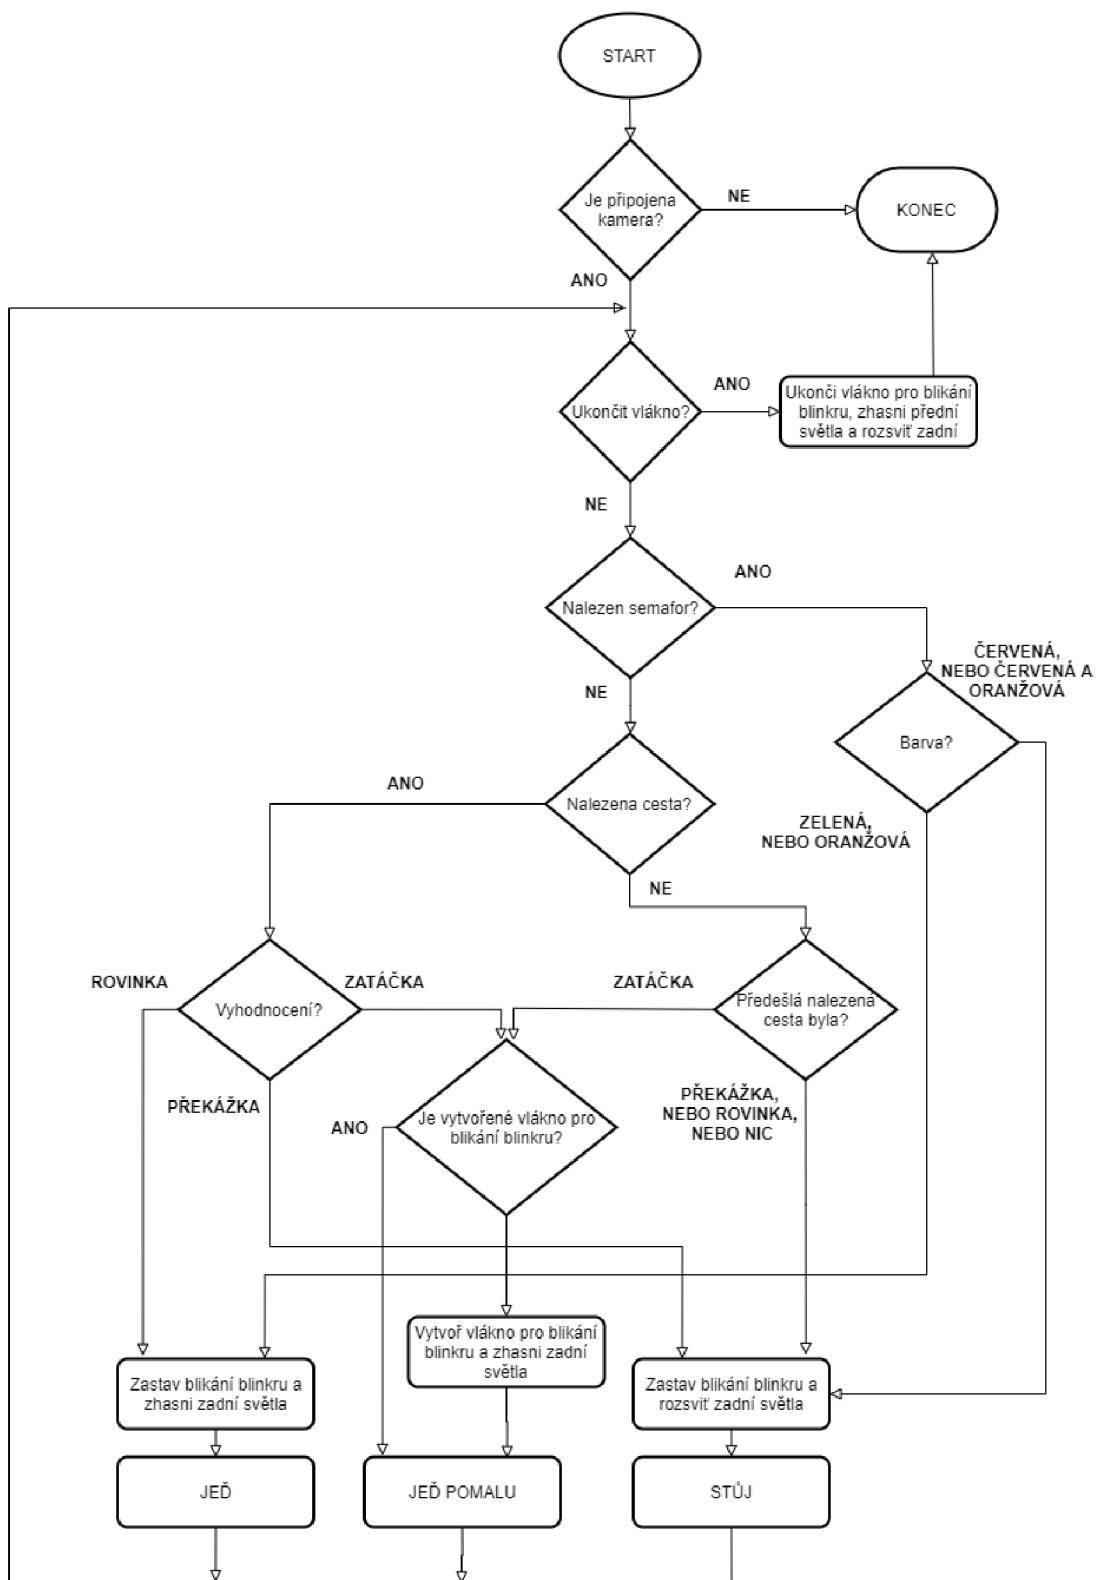 START
Je připojena
kamera?
NE
KONEC
ANO
Ukončit vlákno?
ANO
Ukonči vlákno pro blikání
blinkru, zhasni přední
světla a rozsviť zadní
NE
Nalezen semafor?
ANO
ČERVENÁ,
NEBO ČERVENÁ A
ORANŽOVÁ
NE
Barva?
Nalezena cesta?
ANO
ZELENÁ,
NEBO ORANŽOVÁ
NE
ROVINKA
Vyhodnocení?
ZATÁČKA
ZATÁČKA
Předešlá nalezená
cesta byla?
PŘEKÁŽKA
ANO
Je vytvořené vlákno pro
blikání blinkru?
PŘEKÁŽKA,
NEBO ROVINKA,
NEBO NIC
Vytvoř vlákno pro blikání
blinkru a zhasni zadní
světla
Zastav blikání blinkru a
zhasni zadní světla
Zastav blikání blinkru a
rozsviť zadní světla
JEĎ
JEĎ POMALU
STŮJ